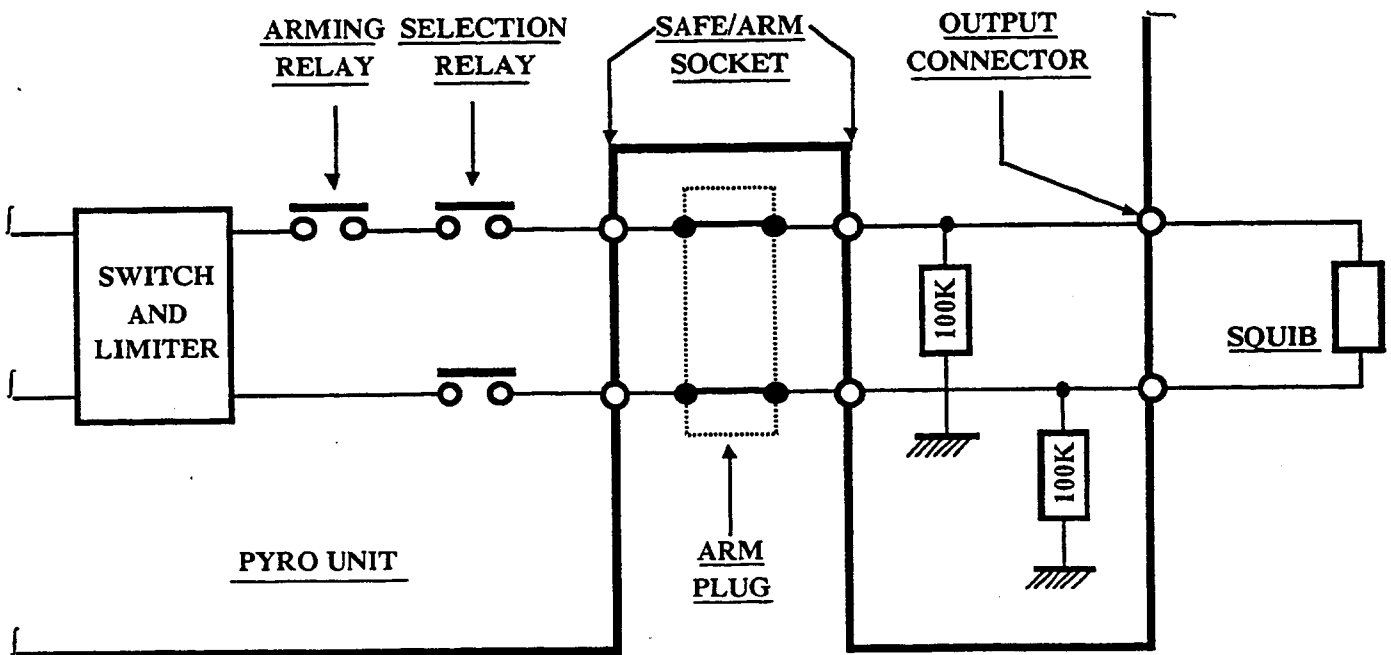 ARMING
RELAY
SELECTION
RELAY
SAFE/ARM
SOCKET
OUTPUT
CONNECTOR
SWITCH
AND
LIMITER
100K
SQUIB
100K
PYRO UNIT
ARM
PLUG